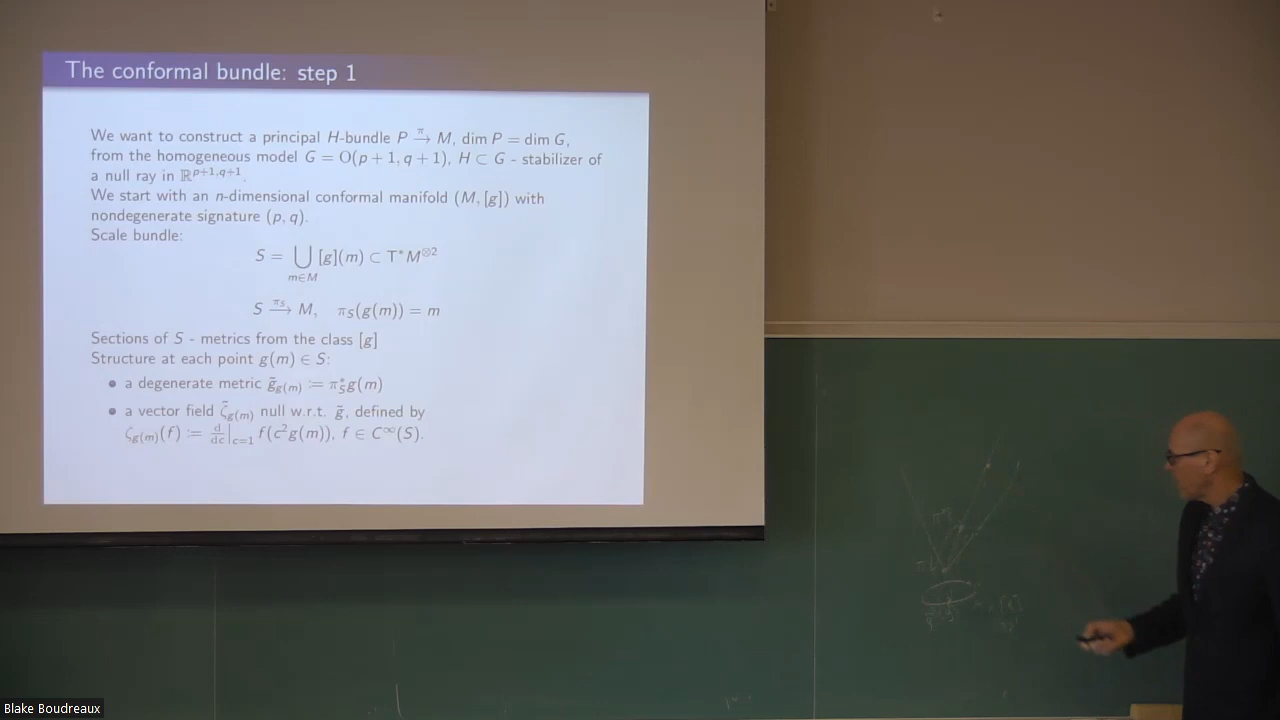 The conformal bundle: step 1
We want to construct a principal H-bundle P →^π M, dim P = dim G,
from the homogeneous model G = O(p + 1, q + 1), H ⊂ G - stabilizer of
a null ray in ℝ^{p+1,q+1}.
We start with an n-dimensional conformal manifold (M, [g]) with
nondegenerate signature (p, q).
Scale bundle:
S = ⋃_{m∈M} [g](m) ⊂ T*M^{⊗2}
S →^{π_S} M, π_S(g(m)) = m
Sections of S - metrics from the class [g]
Structure at each point g(m) ∈ S:
• a degenerate metric g̃_{g(m)} ≔ π*_S g(m)
• a vector field ζ̃_{g(m)} null w.r.t. g̃, defined by
ζ_{g(m)}(f) ≔ d/dc|_{c=1} f(c²g(m)), f ∈ C^∞(S).
Blake Boudreaux